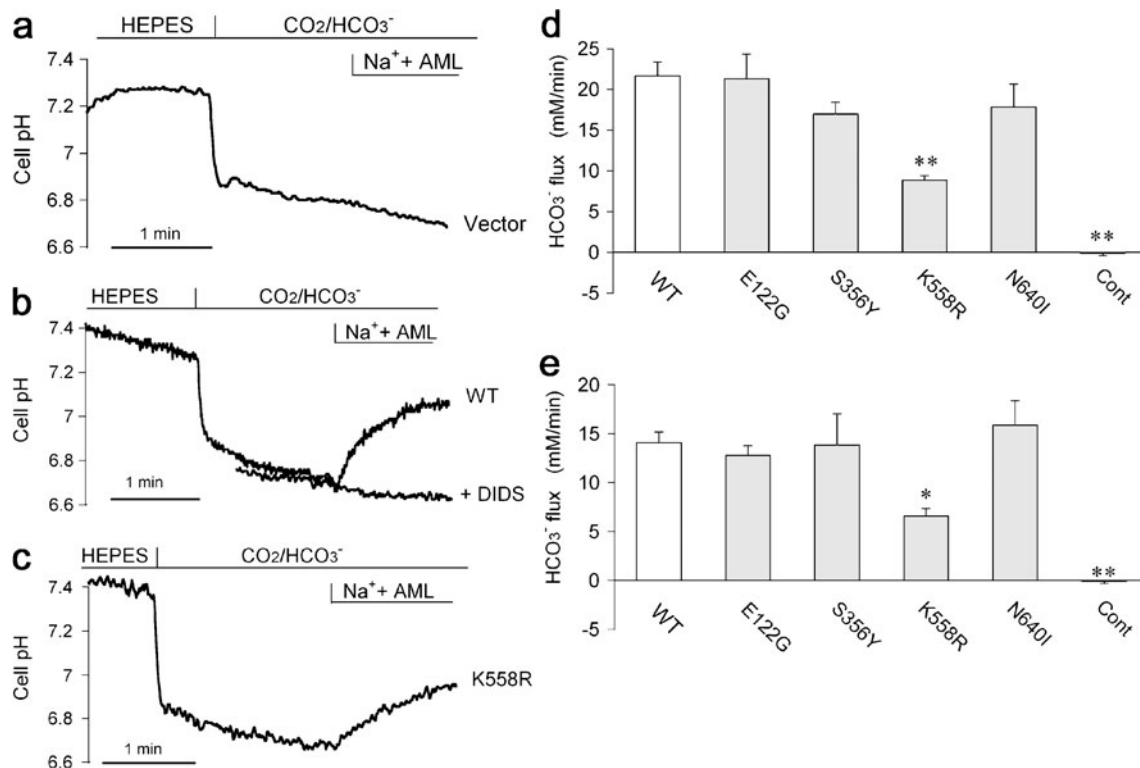 a
HEPES
CO2/HCO3-
Na+ + AML
7.4
7.2
7
6.8
6.6
Cell pH
1 min
Vector
b
HEPES
CO2/HCO3-
Na+ + AML
7.4
7.2
7
6.8
6.6
Cell pH
1 min
WT
+ DIDS
c
HEPES
CO2/HCO3-
Na+ + AML
7.4
7.2
7
6.8
6.6
Cell pH
1 min
K558R
d
25
20
15
10
5
0
-5
HCO3- flux (mM/min)
**
**
WT
E122G
S356Y
K558R
N640I
Cont
e
20
15
10
5
0
-5
HCO3- flux (mM/min)
*
**
WT
E122G
S356Y
K558R
N640I
Cont